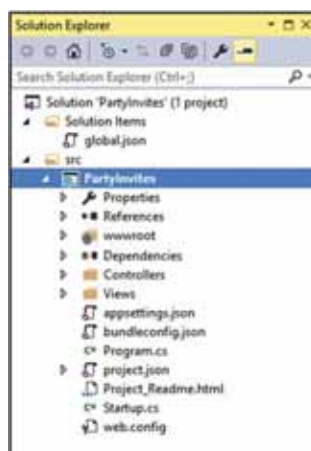 Solution Explorer
Search Solution Explorer (Ctrl+;)
Solution 'PartyInvites' (1 project)
Solution Items
global.json
src
PartyInvites
Properties
References
wwwroot
Dependencies
Controllers
Views
appsettings.json
bundleconfig.json
C# Program.cs
project.json
Project_Readme.html
C# Startup.cs
web.config